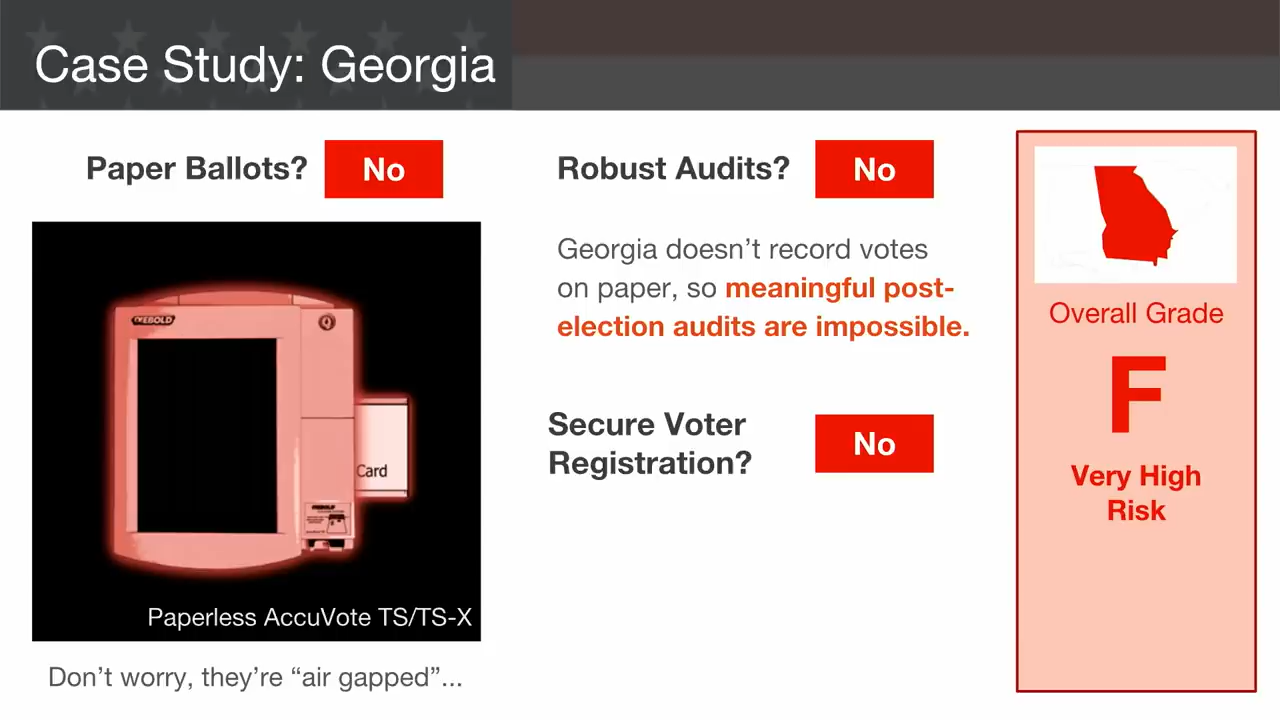 Case Study: Georgia
Paper Ballots?
No
DIEBOLD
Card
Paperless AccuVote TS/TS-X
Don’t worry, they’re “air gapped”...
Robust Audits?
No
Georgia doesn’t record votes
on paper, so meaningful post-
election audits are impossible.
Secure Voter
Registration?
No
Overall Grade
F
Very High
Risk